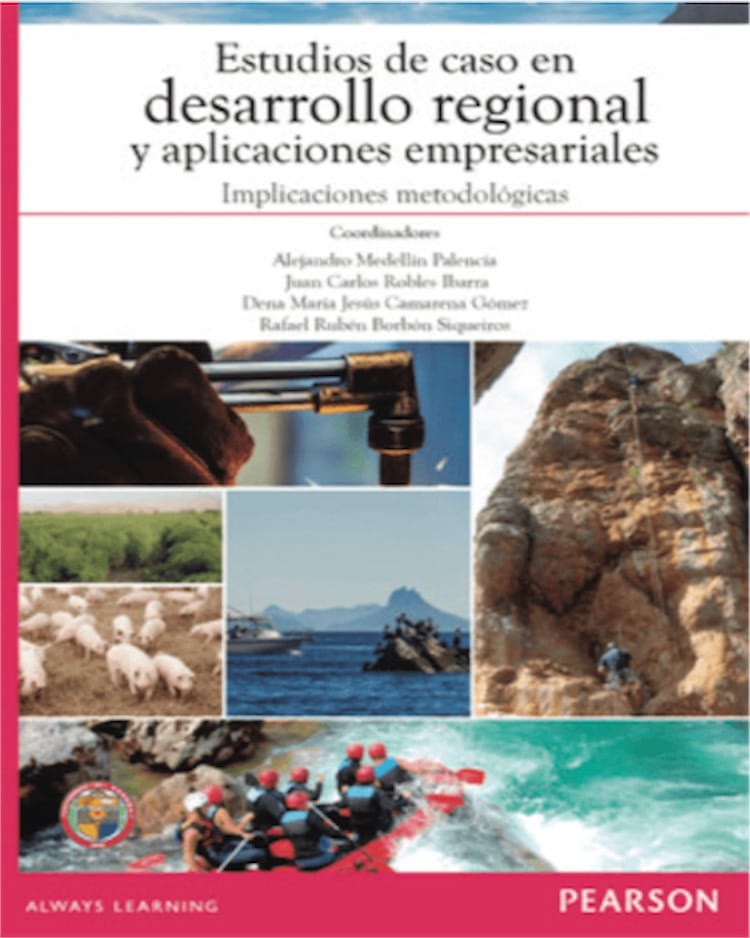 Estudios de caso en
desarrollo regional
y aplicaciones empresariales
Implicaciones metodológicas
Coordinadores
Alejandro Medellín Palencia
Juan Carlos Robles Ibarra
Dena María Jesús Camarena Gómez
Rafael Rubén Borbón Siqueiros
ALWAYS LEARNING
PEARSON